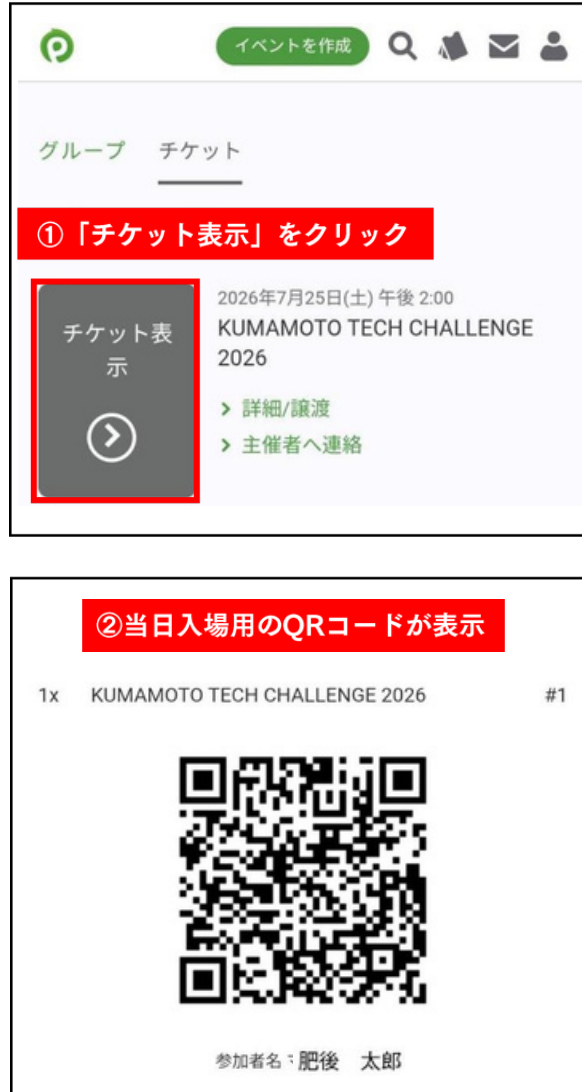 イベントを作成
グループ チケット
①「チケット表示」をクリック
チケット表
示
2026年7月25日(土) 午後 2:00
KUMAMOTO TECH CHALLENGE
2026
詳細/譲渡
主催者へ連絡
②当日入場用のQRコードが表示
1x KUMAMOTO TECH CHALLENGE 2026 #1
参加者名: 肥後 太郎